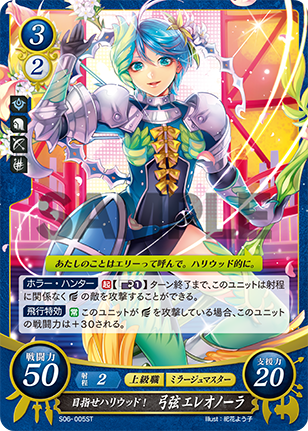 3
2
SAMPLE
あたしのことはエリーって呼んで。ハリウッド的に。
ホラー・ハンター 起 [ 1]ターン終了まで、このユニットは射程
に関係なく の敵を攻撃することができる。
飛行特効 常 このユニットが を攻撃している場合、このユニット
の戦闘力は+30される。
戦闘力
50
射程 2 上級職 ミラージュマスター
支援力
20
目指せハリウッド! 弓弦エレオノーラ
S06-005ST Illust：祀花よう子